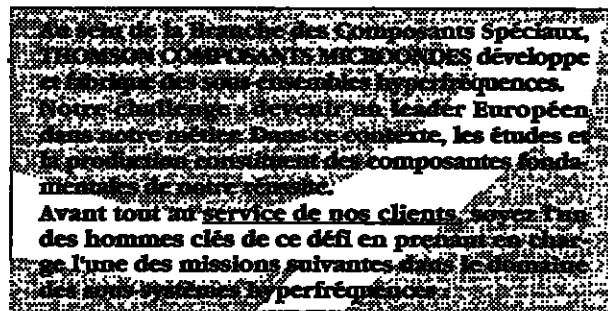 Au sein de la Branche des Composants Spéciaux,
THOMSON COMPOSANTS MICROONDES développe
et fabrique des sous-ensembles hyperfréquences.
Notre challenge : devenir un leader Européen
dans notre métier. Dans ce contexte, les études et
la production constituent des composantes fonda-
mentales de notre réussite.
Avant tout au service de nos clients, soyez l'un
des hommes clés de ce défi en prenant en char-
ge l'une des missions suivantes dans le domaine
des sous-systèmes hyperfréquences :